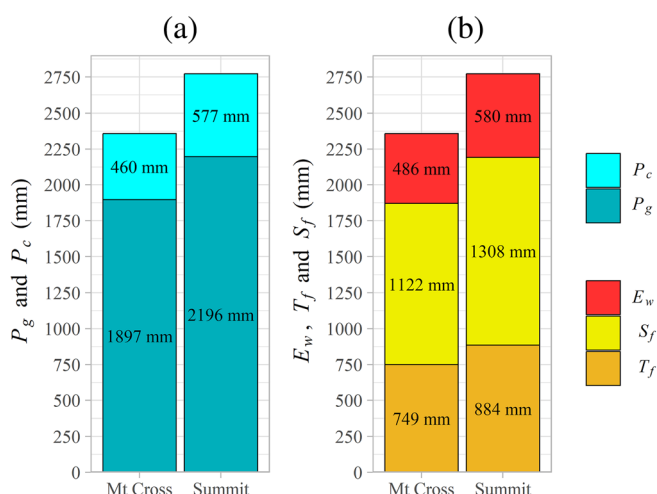 (a)
P_g and P_c (mm)
2750
2500
2250
2000
1750
1500
1250
1000
750
500
250
0
577 mm
460 mm
2196 mm
1897 mm
Mt Cross Summit
(b)
E_w , T_f and S_f (mm)
2750
2500
2250
2000
1750
1500
1250
1000
750
500
250
0
580 mm
486 mm
1308 mm
1122 mm
884 mm
749 mm
Mt Cross Summit
P_c
P_g
E_w
S_f
T_f